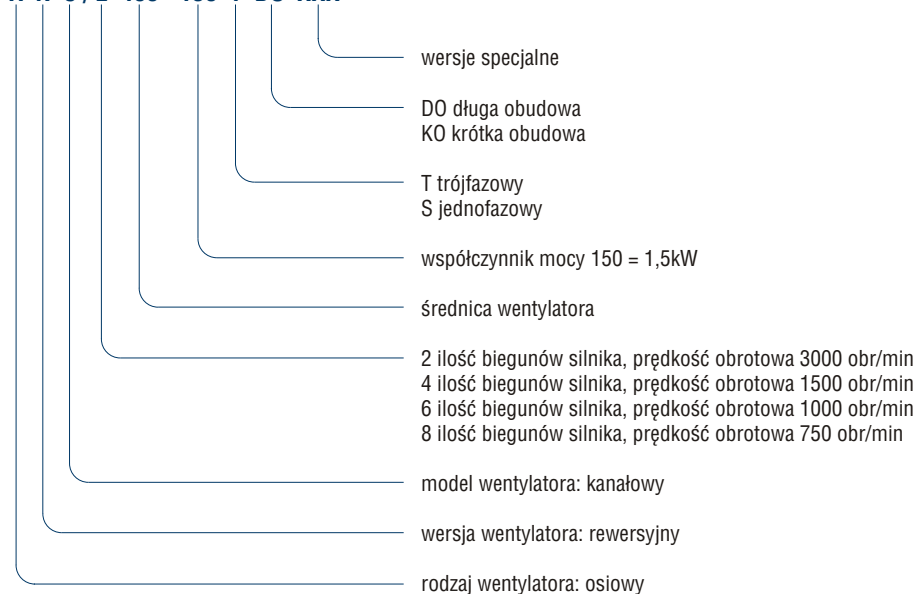 wersje specjalne
DO długa obudowa
KO krótka obudowa
T trójfazowy
S jednofazowy
współczynnik mocy 150 = 1,5kW
średnica wentylatora
2 ilość biegunów silnika, prędkość obrotowa 3000 obr/min
4 ilość biegunów silnika, prędkość obrotowa 1500 obr/min
6 ilość biegunów silnika, prędkość obrotowa 1000 obr/min
8 ilość biegunów silnika, prędkość obrotowa 750 obr/min
model wentylatora: kanałowy
wersja wentylatora: rewersyjny
rodzaj wentylatora: osiowy